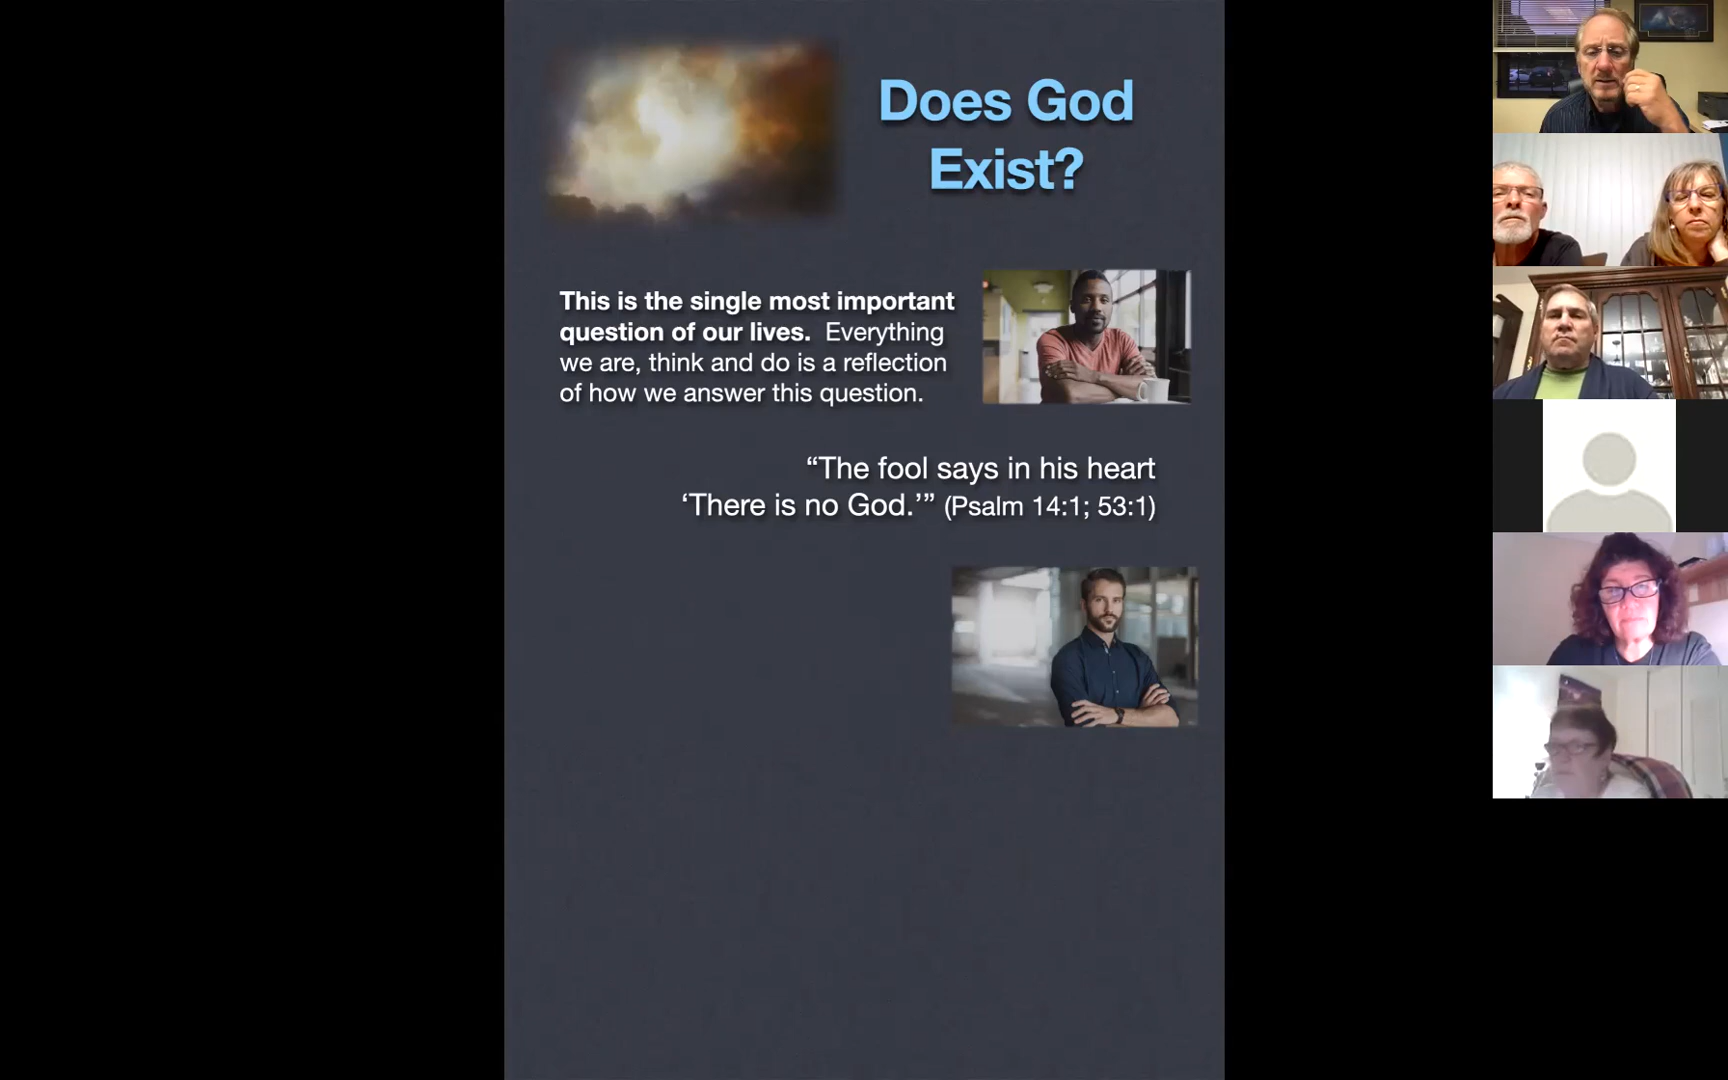 Does God
Exist?
This is the single most important
question of our lives. Everything
we are, think and do is a reflection
of how we answer this question.
“The fool says in his heart
‘There is no God.’” (Psalm 14:1; 53:1)